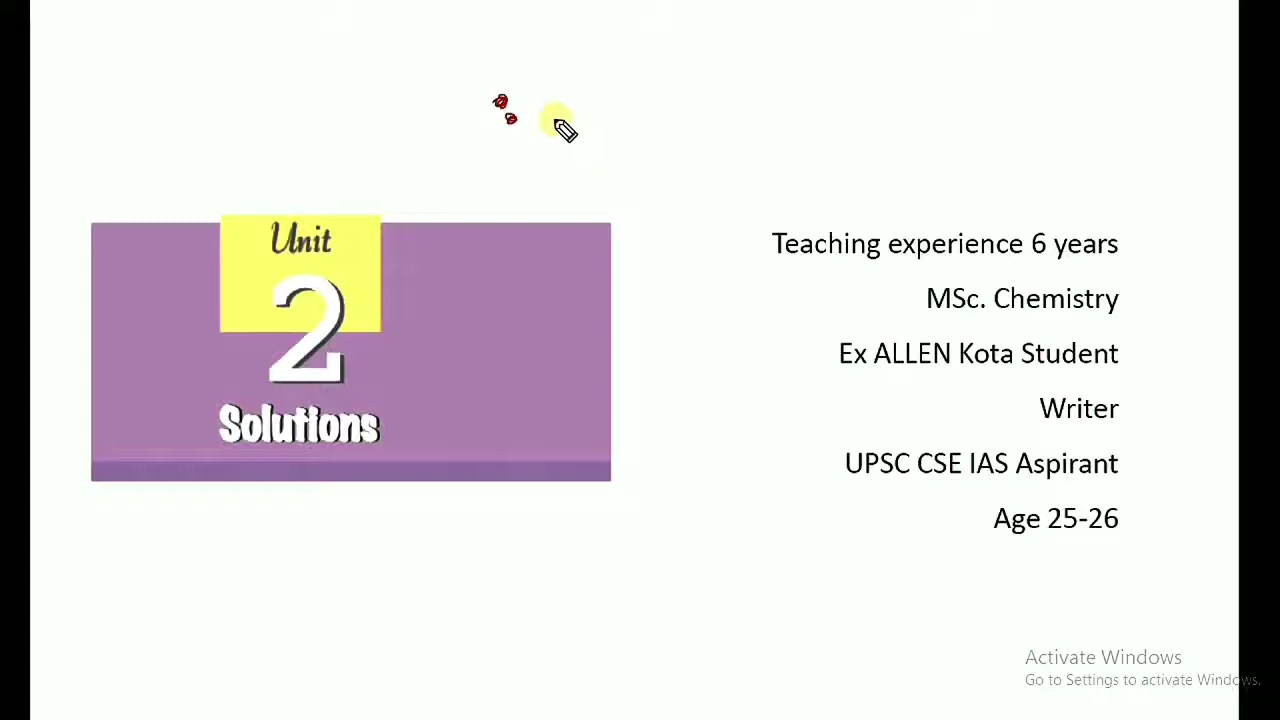 Unit
2
Solutions
Teaching experience 6 years
MSc. Chemistry
Ex ALLEN Kota Student
Writer
UPSC CSE IAS Aspirant
Age 25-26
Activate Windows
Go to Settings to activate Windows.